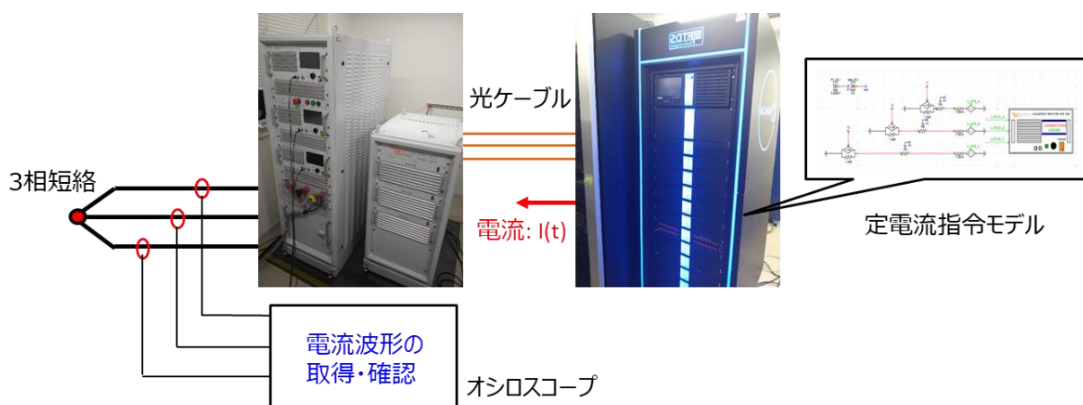 RTDS
光ケーブル
3相短絡
電流: I(t)
定電流指令モデル
電流波形の
取得・確認
オシロスコープ